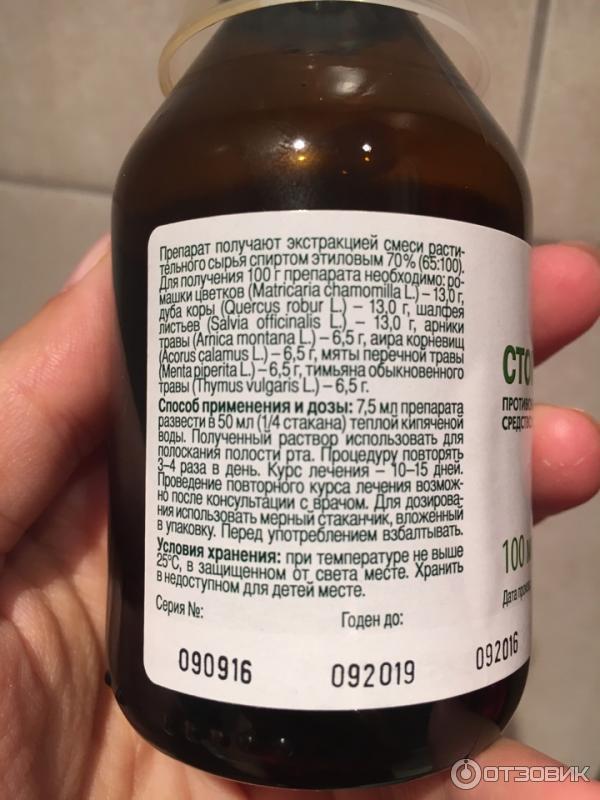 Препарат получают экстракцией смеси расти-
тельного сырья спиртом этиловым 70% (65:100).
Для получения 100 г препарата необходимо: ро-
машки цветков (Matricaria chamomilla L.) – 13,0 г,
дуба коры (Quercus robur L.) – 13,0 г, шалфея
листьев (Salvia officinalis L.) – 13,0 г, арники
травы (Arnica montana L.) – 6,5 г, аира корневищ
(Acorus calamus L.) – 6,5 г, мяты перечной травы
(Menta piperita L.) – 6,5 г, тимьяна обыкновенного
травы (Thymus vulgaris L.) – 6,5 г.
Способ применения и дозы: 7,5 мл препарата
развести в 50 мл (1/4 стакана) теплой кипяченой
воды. Полученный раствор использовать для
полоскания полости рта. Процедуру повторять
3–4 раза в день. Курс лечения – 10–15 дней.
Проведение повторного курса лечения возмож-
но после консультации с врачом. Для дозирова-
ния использовать мерный стаканчик, вложенный
в упаковку. Перед употреблением взбалтывать.
Условия хранения: при температуре не выше
25°С, в защищенном от света месте. Хранить
в недоступном для детей месте.
Серия №: Годен до:
090916 092019
СТО
ПРОТИВО
СРЕДСТВО
100 м
Дата произв
092016
ОТЗОВИК